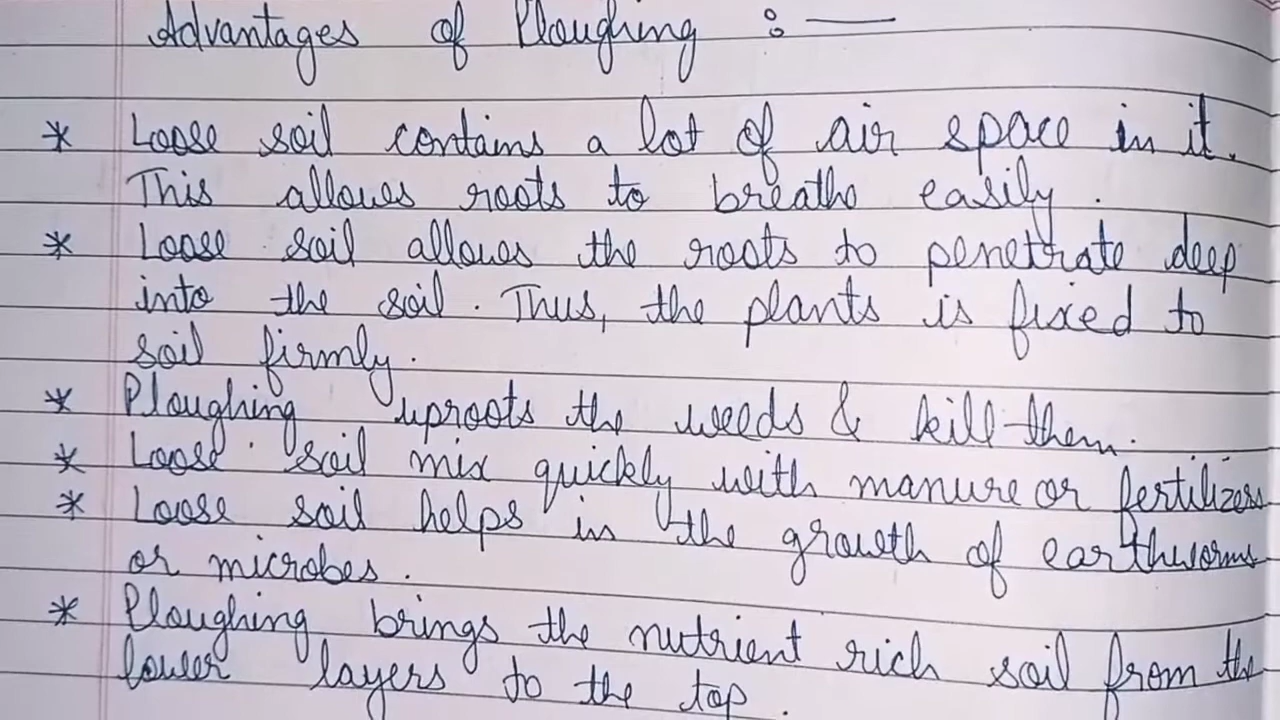 Advantages of Ploughing :—
* Loose soil contains a lot of air space in it.
This allows roots to breathe easily.
* Loose soil allows the roots to penettrate deep
into the soil. Thus, the plants is fixed to
soil firmly.
* Ploughing uproots the weeds & kill them.
* Loose soil mix quickly with manure or fertilizers
* Loose soil helps in the growth of earthworms
or microbes.
* Ploughing brings the nutrient rich soil from the
lower layers to the top.